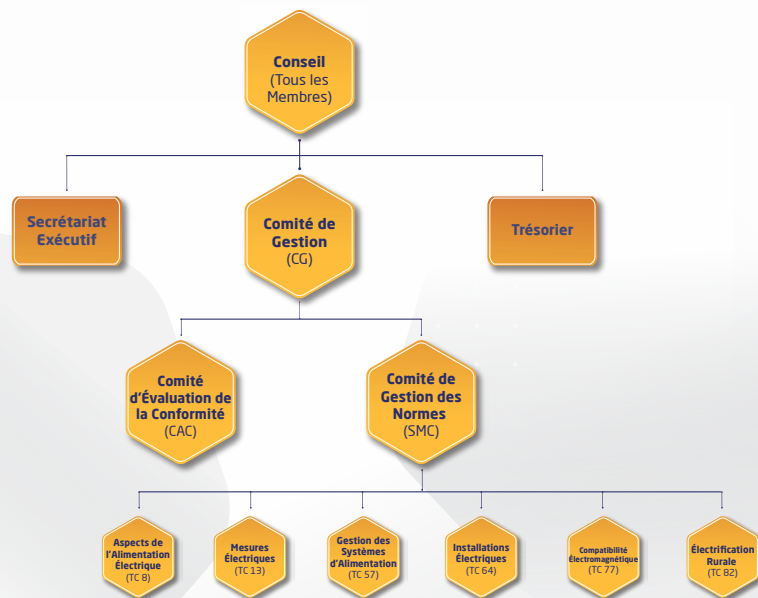 Conseil
(Tous les
Membres)
Secrétariat
Exécutif
Comité de
Gestion
(CG)
Trésorier
Comité
d'Évaluation de
la Conformité
(CAC)
Comité de
Gestion des
Normes
(SMC)
Aspects de
l'Alimentation
Électrique
(TC 8)
Mesures
Électriques
(TC 13)
Gestion des
Systèmes
d'Alimentation
(TC 57)
Installations
Électriques
(TC 64)
Compatibilité
Électromagnétique
(TC 77)
Électrification
Rurale
(TC 82)